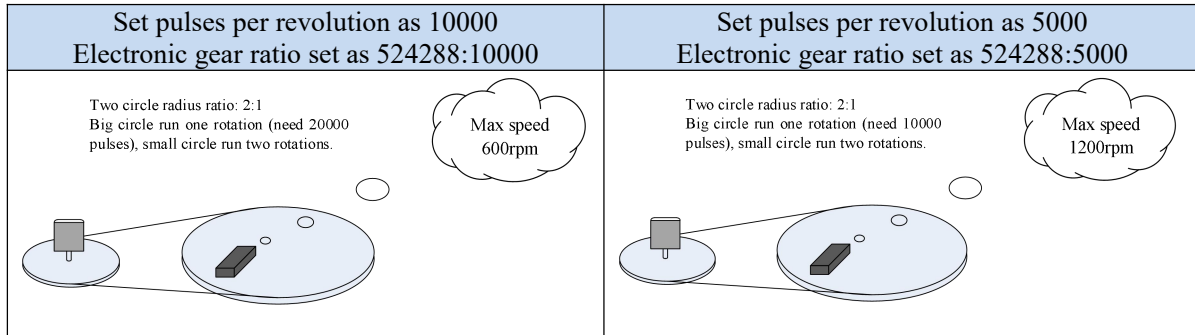 Set pulses per revolution as 10000
Electronic gear ratio set as 524288:10000
Two circle radius ratio: 2:1
Big circle run one rotation (need 20000
pulses), small circle run two rotations.
Max speed
600rpm
Set pulses per revolution as 5000
Electronic gear ratio set as 524288:5000
Two circle radius ratio: 2:1
Big circle run one rotation (need 10000
pulses), small circle run two rotations.
Max speed
1200rpm